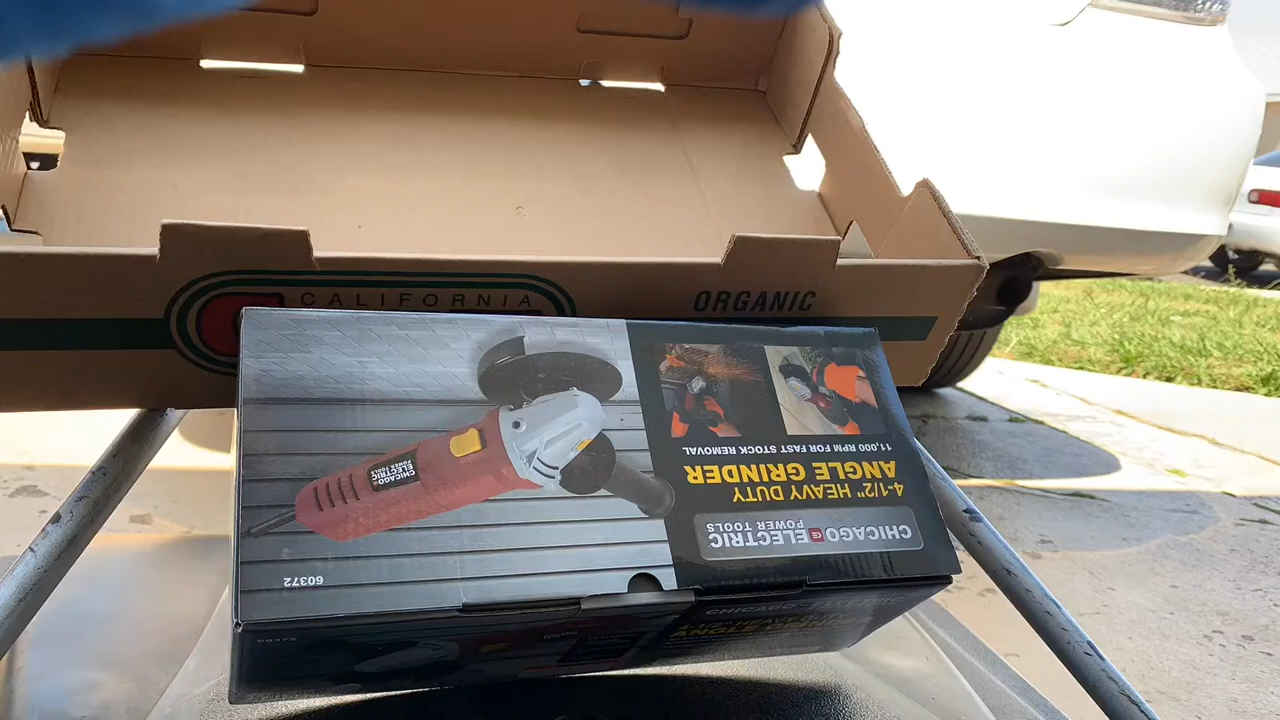 CALIFORNIA
ORGANIC
CHICAGO ELECTRIC
POWER TOOLS
4-1/2" HEAVY DUTY
ANGLE GRINDER
11,000 RPM FOR FAST STOCK REMOVAL
CHICAGO
ELECTRIC
POWER TOOLS
60372